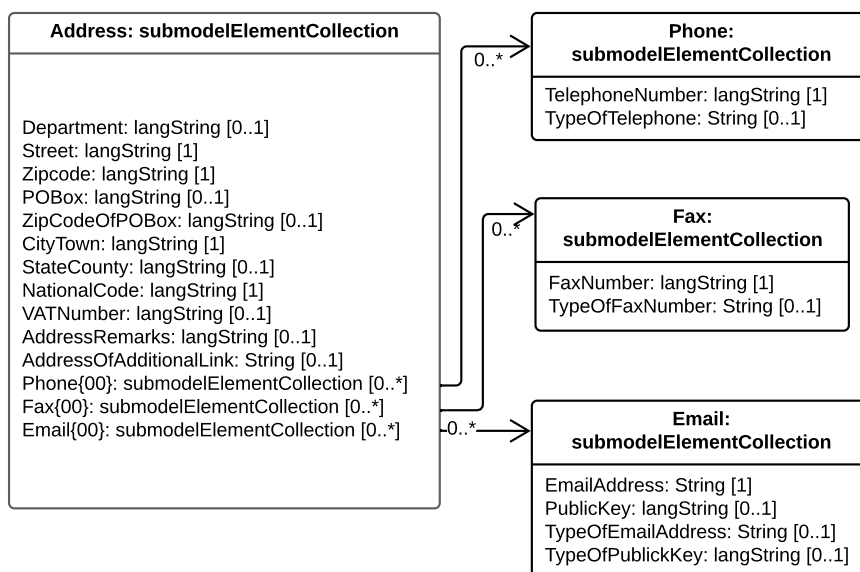 Address: submodelElementCollection
Department: langString [0..1]
Street: langString [1]
Zipcode: langString [1]
POBox: langString [0..1]
ZipCodeOfPOBox: langString [0..1]
CityTown: langString [1]
StateCounty: langString [0..1]
NationalCode: langString [1]
VATNumber: langString [0..1]
AddressRemarks: langString [0..1]
AddressOfAdditionalLink: String [0..1]
Phone{00}: submodelElementCollection [0..*]
Fax{00}: submodelElementCollection [0..*]
Email{00}: submodelElementCollection [0..*]
0..*
Phone:
submodelElementCollection
TelephoneNumber: langString [1]
TypeOfTelephone: String [0..1]
0..*
Fax:
submodelElementCollection
FaxNumber: langString [1]
TypeOfFaxNumber: String [0..1]
0..*
Email:
submodelElementCollection
EmailAddress: String [1]
PublicKey: langString [0..1]
TypeOfEmailAddress: String [0..1]
TypeOfPublickKey: langString [0..1]